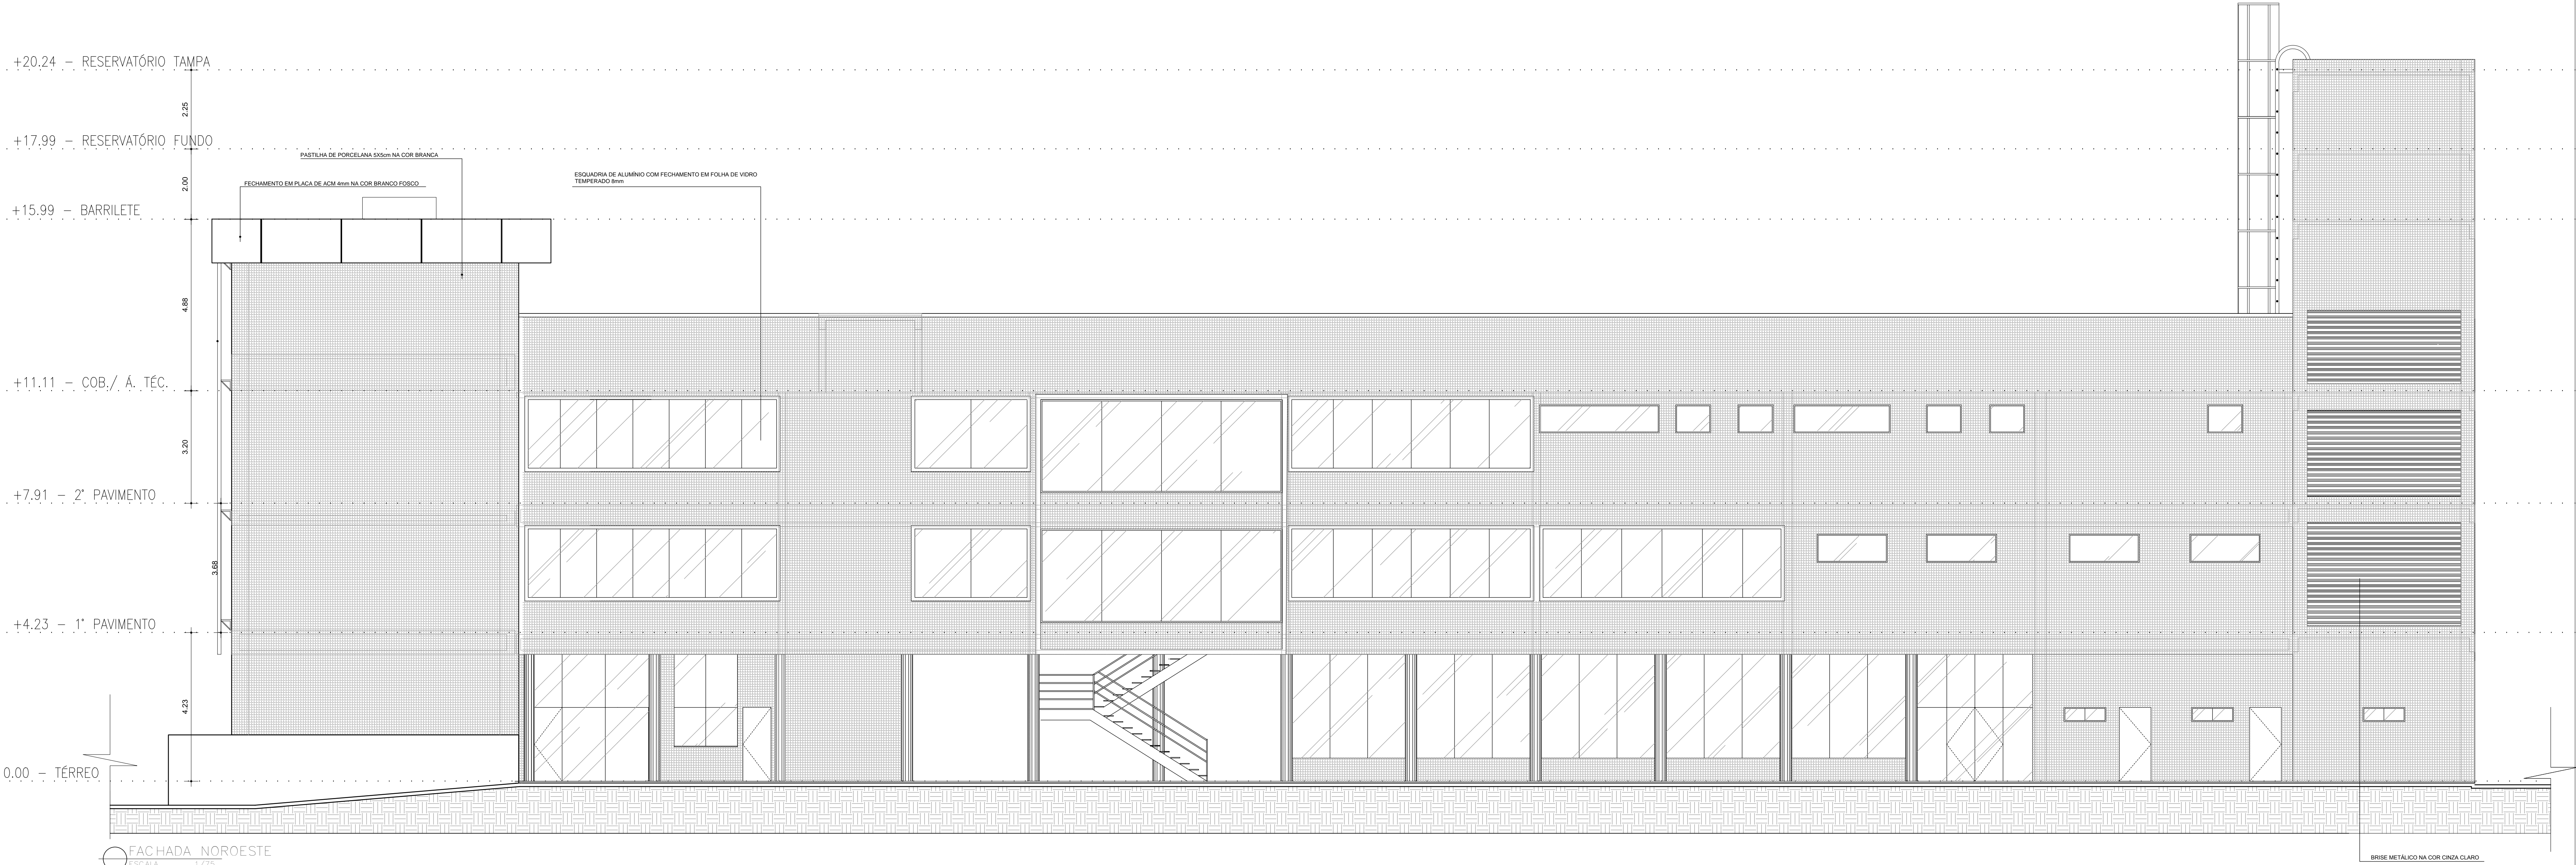 +20.24 – RESERVATÓRIO TAMPA
2.25
+17.99 – RESERVATÓRIO FUNDO
PASTILHA DE PORCELANA 5X5cm NA COR BRANCA
ESQUADRIA DE ALUMÍNIO COM FECHAMENTO EM FOLHA DE VIDRO
TEMPERADO 8mm
2.00
FECHAMENTO EM PLACA DE ACM 4mm NA COR BRANCO FOSCO
+15.99 – BARRILETE
4.88
+11.11 – COB./ Á. TÉC.
3.20
+7.91 – 2° PAVIMENTO
3.68
+4.23 – 1° PAVIMENTO
4.23
0.00 – TÉRREO
FACHADA NOROESTE
ESCALA 1/75
BRISE METÁLICO NA COR CINZA CLARO